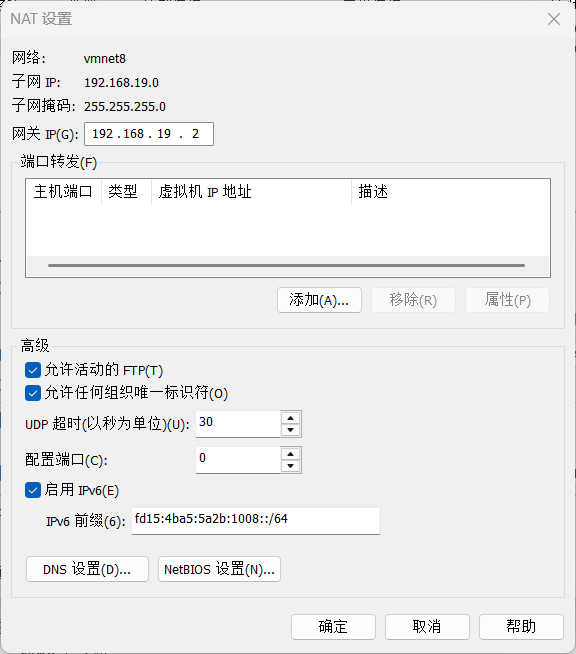 NAT 设置
网络: vmnet8
子网 IP: 192.168.19.0
子网掩码: 255.255.255.0
网关 IP(G): 192 . 168 . 19 . 2
端口转发(F)
主机端口 类型 虚拟机 IP 地址 描述
添加(A)... 移除(R) 属性(P)
高级
允许活动的 FTP(T)
允许任何组织唯一标识符(O)
UDP 超时(以秒为单位)(U): 30
配置端口(C): 0
启用 IPv6(E)
IPv6 前缀(6): fd15:4ba5:5a2b:1008::/64
DNS 设置(D)... NetBIOS 设置(N)...
确定 取消 帮助